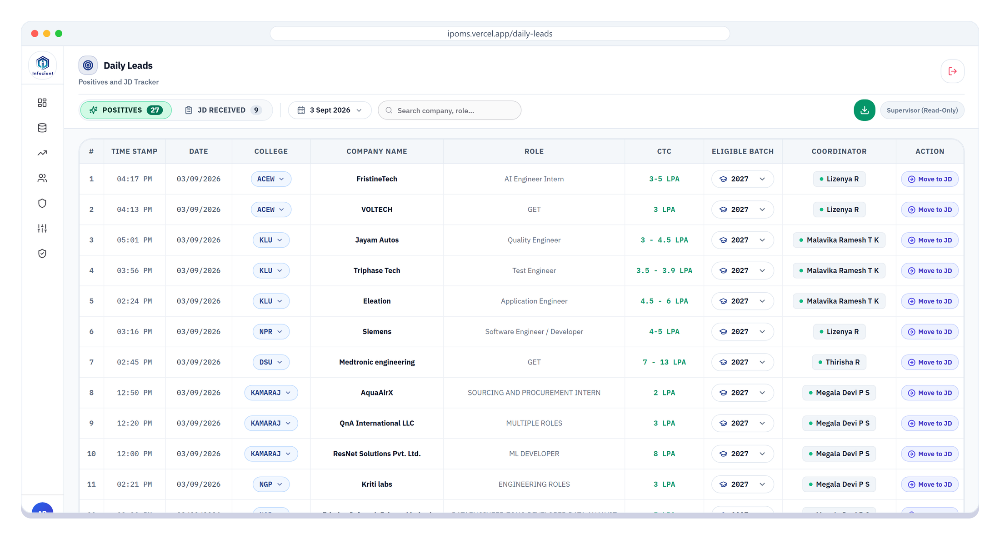 ipoms.vercel.app/daily-leads
Infoziant
Daily Leads
Positives and JD Tracker
POSITIVES 27 JD RECEIVED 9 3 Sept 2026 Search company, role... Supervisor (Read-Only)
# TIME STAMP DATE COLLEGE COMPANY NAME ROLE CTC ELIGIBLE BATCH COORDINATOR ACTION
1 04:17 PM 03/09/2026 ACEW FristineTech AI Engineer Intern 3-5 LPA 2027 Lizenya R Move to JD
2 04:13 PM 03/09/2026 ACEW VOLTECH GET 3 LPA 2027 Lizenya R Move to JD
3 05:01 PM 03/09/2026 KLU Jayam Autos Quality Engineer 3 - 4.5 LPA 2027 Malavika Ramesh T K Move to JD
4 03:56 PM 03/09/2026 KLU Triphase Tech Test Engineer 3.5 - 3.9 LPA 2027 Malavika Ramesh T K Move to JD
5 02:24 PM 03/09/2026 KLU Eleation Application Engineer 4.5 - 6 LPA 2027 Malavika Ramesh T K Move to JD
6 03:16 PM 03/09/2026 NPR Siemens Software Engineer / Developer 4-5 LPA 2027 Lizenya R Move to JD
7 02:45 PM 03/09/2026 DSU Medtronic engineering GET 7 - 13 LPA 2027 Thirisha R Move to JD
8 12:50 PM 03/09/2026 KAMARAJ AquaAirX SOURCING AND PROCUREMENT INTERN 2 LPA 2027 Megala Devi P S Move to JD
9 12:20 PM 03/09/2026 KAMARAJ QnA International LLC MULTIPLE ROLES 3 LPA 2027 Megala Devi P S Move to JD
10 12:00 PM 03/09/2026 KAMARAJ ResNet Solutions Pvt. Ltd. ML DEVELOPER 8 LPA 2027 Megala Devi P S Move to JD
11 02:21 PM 03/09/2026 NGP Kriti labs ENGINEERING ROLES 3 LPA 2027 Megala Devi P S Move to JD